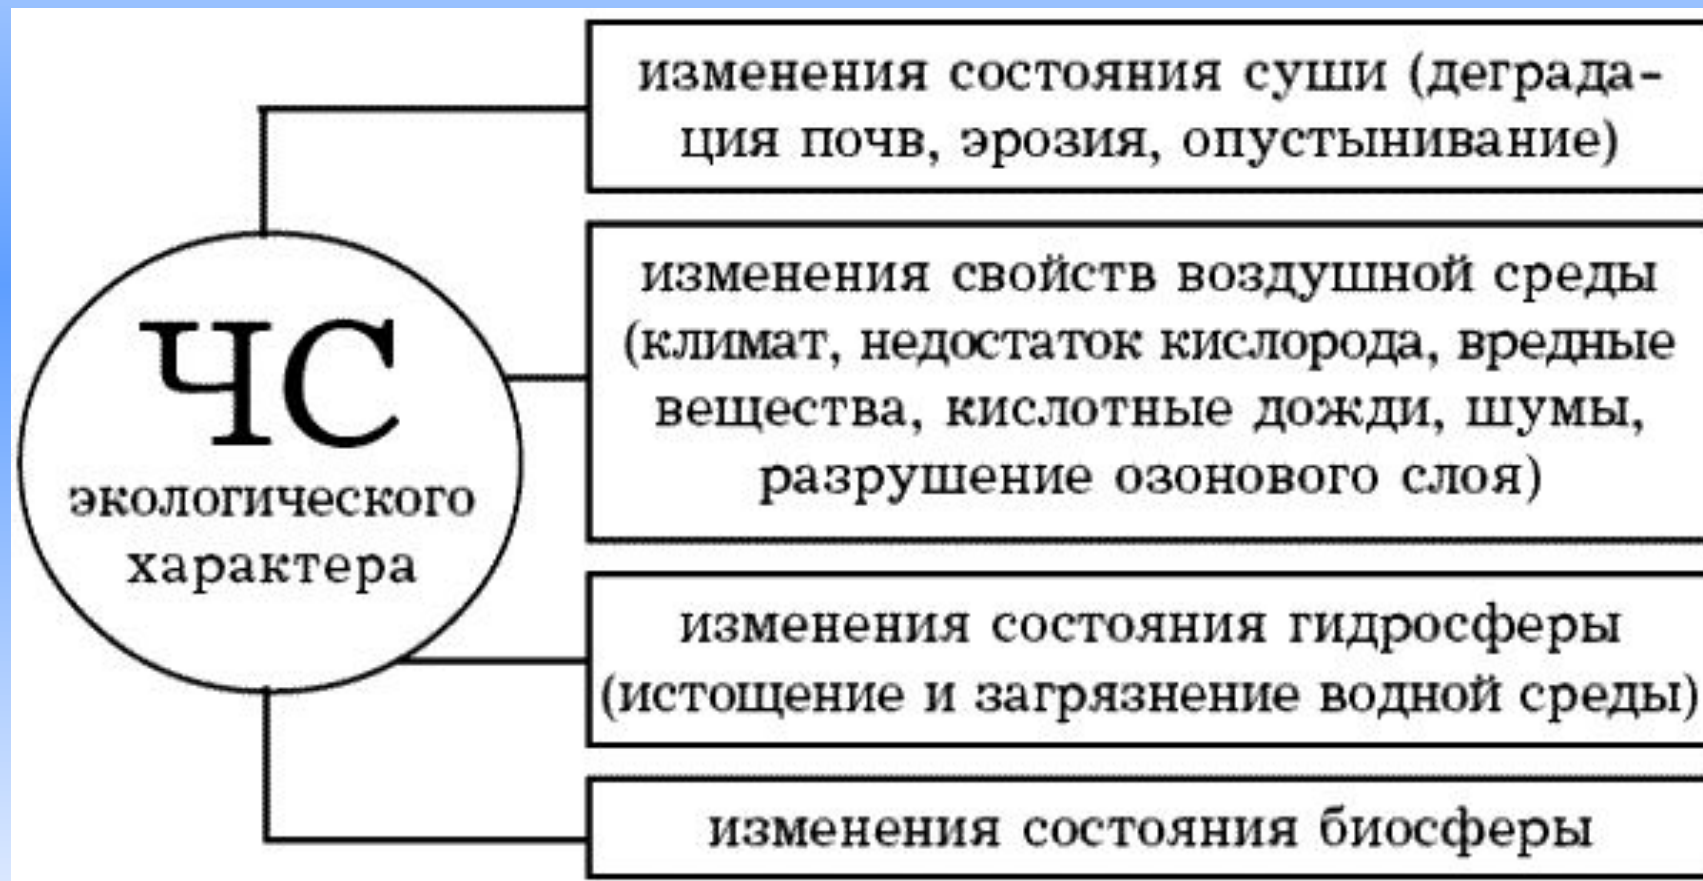 ЧС
экологического
характера
изменения состояния суши (деграда-
ция почв, эрозия, опустынивание)
изменения свойств воздушной среды
(климат, недостаток кислорода, вредные
вещества, кислотные дожди, шумы,
разрушение озонового слоя)
изменения состояния гидросферы
(истощение и загрязнение водной среды)
изменения состояния биосферы